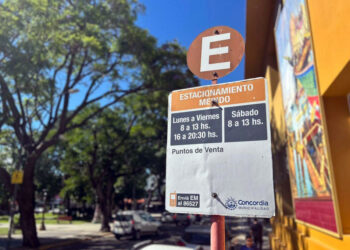 E
ESTACIONAMIENTO
MEDIDO
Lunes a Viernes
8 a 13 hs.
16 a 20:30 hs.
Sábado
8 a 13 hs.
Puntos de Venta
Enviá EM
al 86527
Concordia